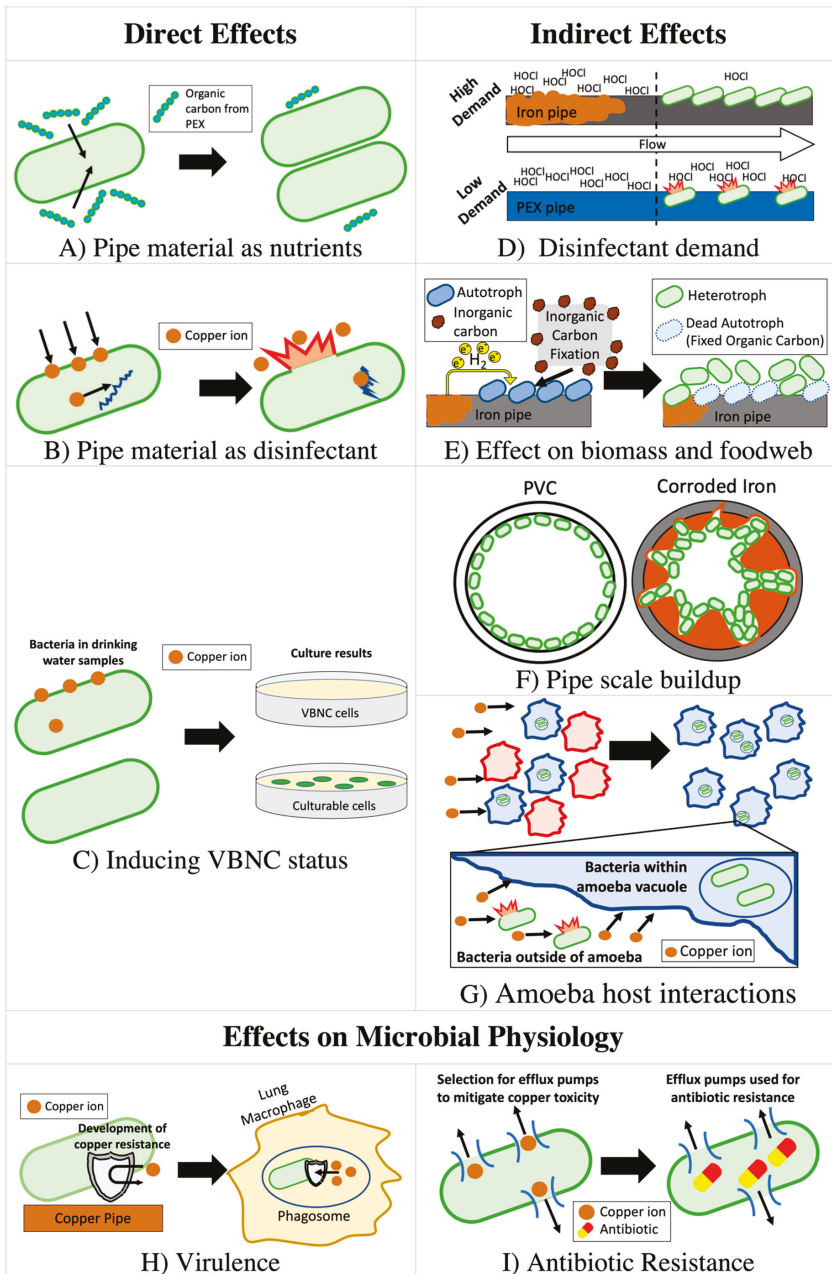 Direct Effects
Indirect Effects
Organic
carbon from
PEX
A) Pipe material as nutrients
High
Demand
HOCl HOCl HOCl HOCl HOCl HOCl HOCl HOCl
HOCl
Iron pipe
Flow
Low
Demand
HOCl HOCl HOCl HOCl HOCl HOCl HOCl
HOCl HOCl HOCl HOCl HOCl HOCl HOCl
PEX pipe
D) Disinfectant demand
Copper ion
B) Pipe material as disinfectant
Autotroph
Inorganic
carbon
Inorganic
Carbon
Fixation
e⁻ e⁻ e⁻ e⁻
H₂
Iron pipe
Heterotroph
Dead Autotroph
(Fixed Organic Carbon)
Iron pipe
E) Effect on biomass and foodweb
Bacteria in drinking
water samples
Copper ion
Culture results
VBNC cells
Culturable cells
C) Inducing VBNC status
PVC
Corroded Iron
F) Pipe scale buildup
Bacteria within
amoeba vacuole
Bacteria outside of amoeba
Copper ion
G) Amoeba host interactions
Effects on Microbial Physiology
Copper ion
Development of
copper resistance
Copper Pipe
Lung
Macrophage
Phagosome
H) Virulence
Selection for efflux pumps
to mitigate copper toxicity
Efflux pumps used for
antibiotic resistance
Copper ion
Antibiotic
I) Antibiotic Resistance